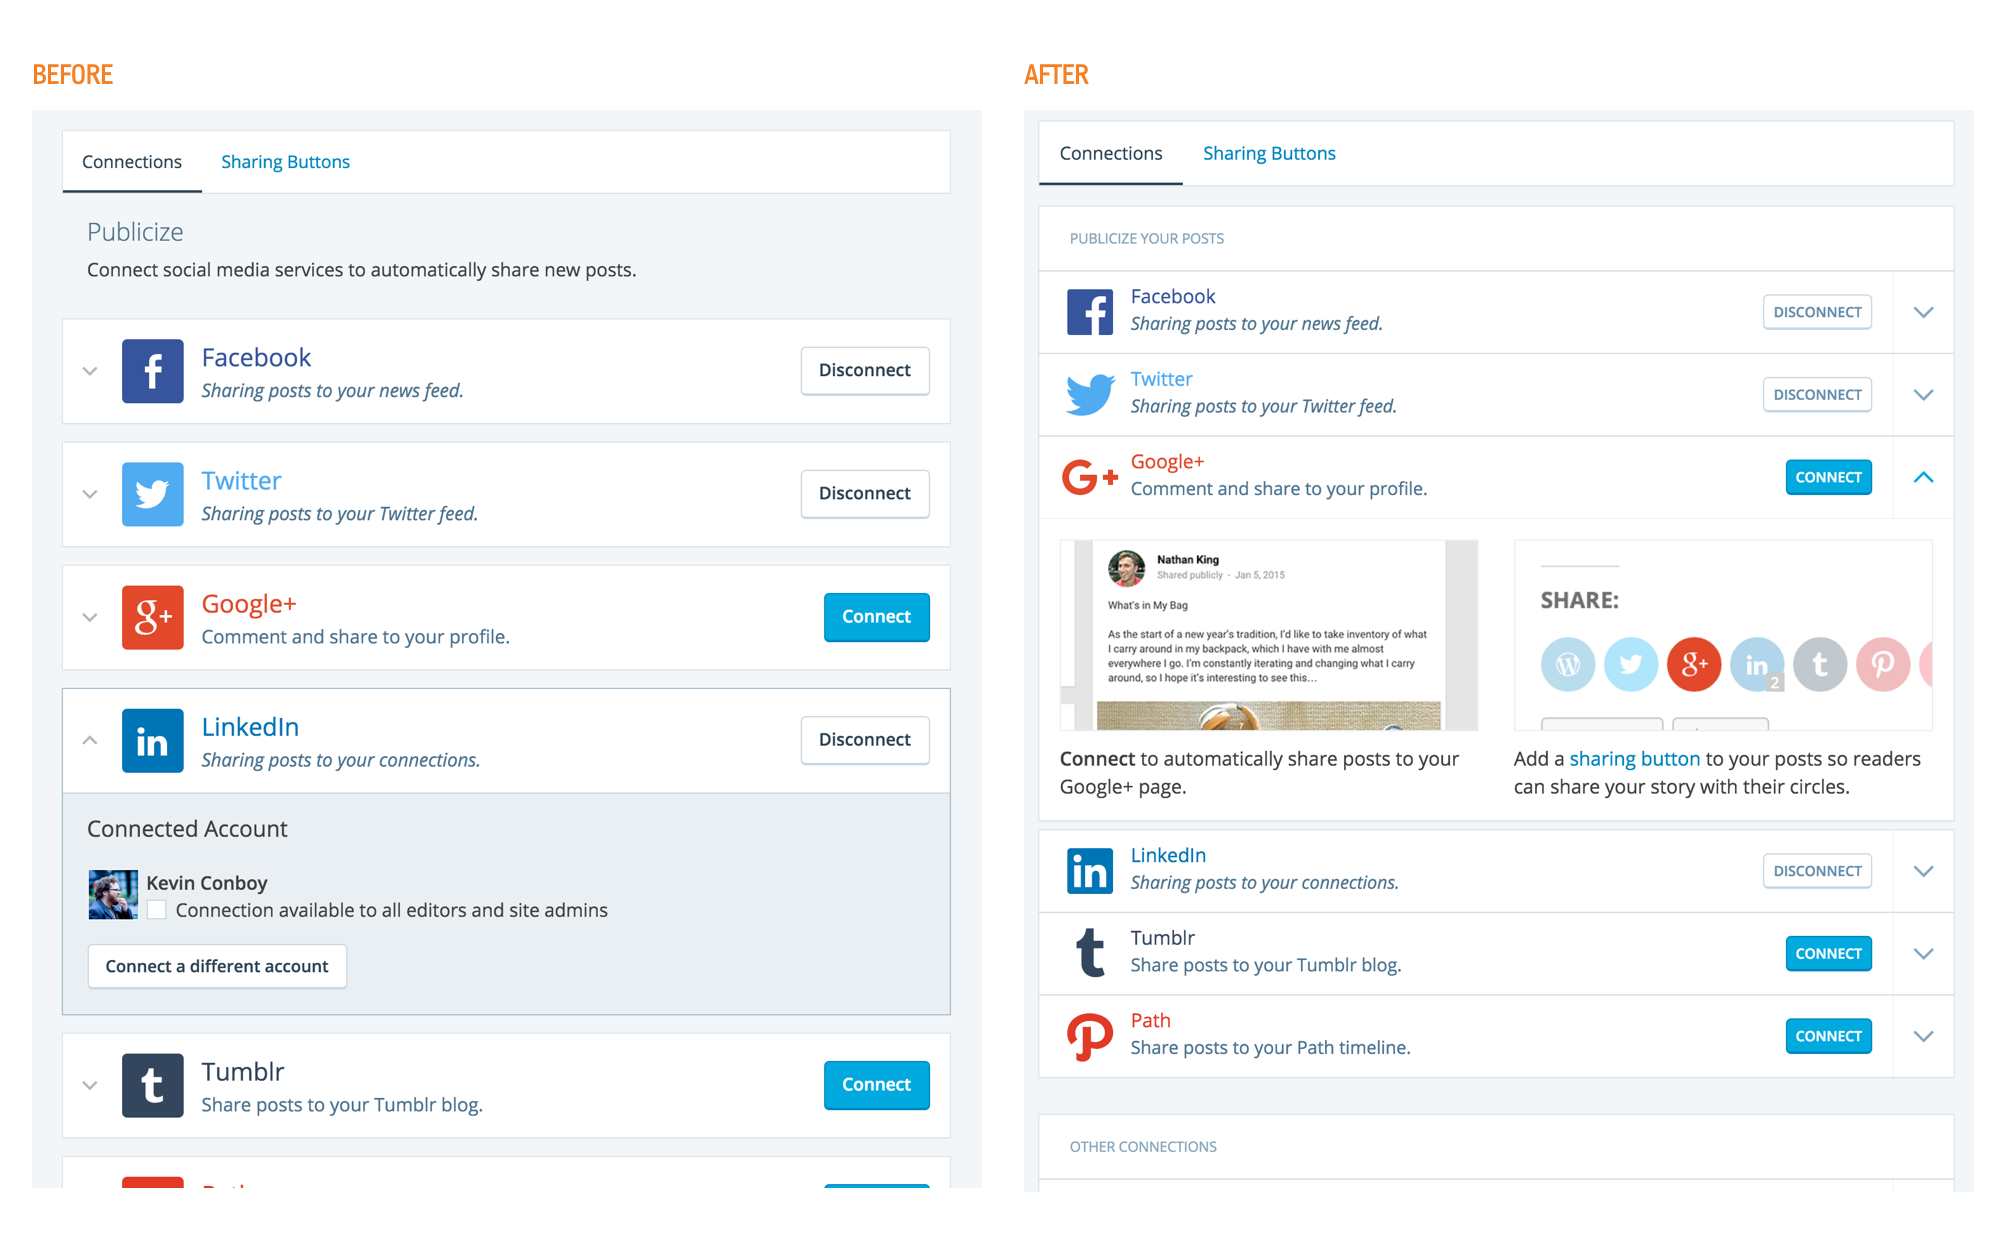 BEFORE
Connections
Sharing Buttons
Publicize
Connect social media services to automatically share new posts.
f
Facebook
Sharing posts to your news feed.
Disconnect
Twitter
Sharing posts to your Twitter feed.
Disconnect
g+
Google+
Comment and share to your profile.
Connect
in
LinkedIn
Sharing posts to your connections.
Disconnect
Connected Account
Kevin Conboy
Connection available to all editors and site admins
Connect a different account
t
Tumblr
Share posts to your Tumblr blog.
Connect
AFTER
Connections
Sharing Buttons
PUBLICIZE YOUR POSTS
f
Facebook
Sharing posts to your news feed.
DISCONNECT
Twitter
Sharing posts to your Twitter feed.
DISCONNECT
G+
Google+
Comment and share to your profile.
CONNECT
Nathan King
Shared publicly - Jan 5, 2015
What's in My Bag
As the start of a new year's tradition, I'd like to take inventory of what
I carry around in my backpack, which I have with me almost
everywhere I go. I'm constantly iterating and changing what I carry
around, so I hope it's interesting to see this...
SHARE:
g+
in
2
t
Connect to automatically share posts to your
Google+ page.
Add a sharing button to your posts so readers
can share your story with their circles.
in
LinkedIn
Sharing posts to your connections.
DISCONNECT
t
Tumblr
Share posts to your Tumblr blog.
CONNECT
Path
Share posts to your Path timeline.
CONNECT
OTHER CONNECTIONS